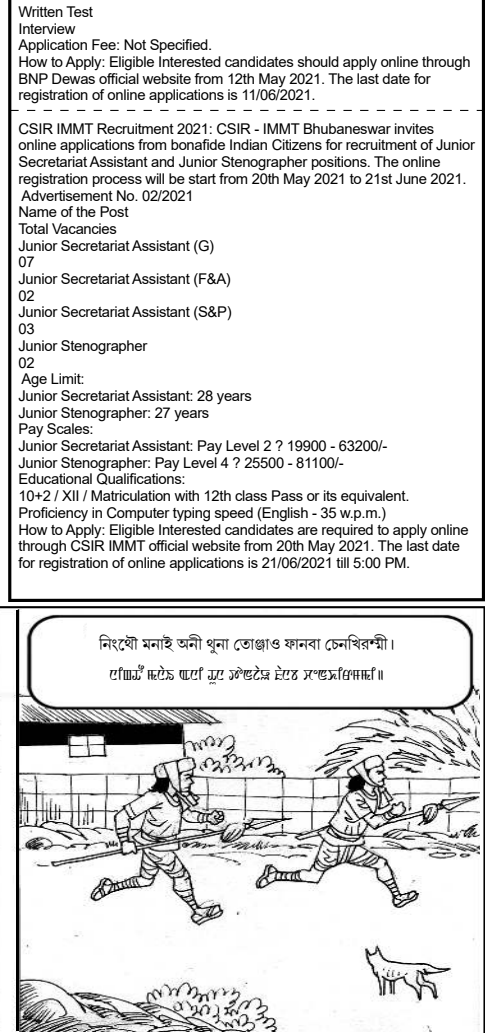 Written Test
Interview
Application Fee: Not Specified.
How to Apply: Eligible Interested candidates should apply online through
BNP Dewas official website from 12th May 2021. The last date for
registration of online applications is 11/06/2021.
CSIR IMMT Recruitment 2021: CSIR - IMMT Bhubaneswar invites
online applications from bonafide Indian Citizens for recruitment of Junior
Secretariat Assistant and Junior Stenographer positions. The online
registration process will be start from 20th May 2021 to 21st June 2021.
Advertisement No. 02/2021
Name of the Post
Total Vacancies
Junior Secretariat Assistant (G)
07
Junior Secretariat Assistant (F&A)
02
Junior Secretariat Assistant (S&P)
03
Junior Stenographer
02
Age Limit:
Junior Secretariat Assistant: 28 years
Junior Stenographer: 27 years
Pay Scales:
Junior Secretariat Assistant: Pay Level 2 ? 19900 - 63200/-
Junior Stenographer: Pay Level 4 ? 25500 - 81100/-
Educational Qualifications:
10+2 / XII / Matriculation with 12th class Pass or its equivalent.
Proficiency in Computer typing speed (English - 35 w.p.m.)
How to Apply: Eligible Interested candidates are required to apply online
through CSIR IMMT official website from 20th May 2021. The last date
for registration of online applications is 21/06/2021 till 5:00 PM.
নিংথৌ মনাই অনী থুনা তোঞ্জাও ফানবা চেনখিরম্মী।